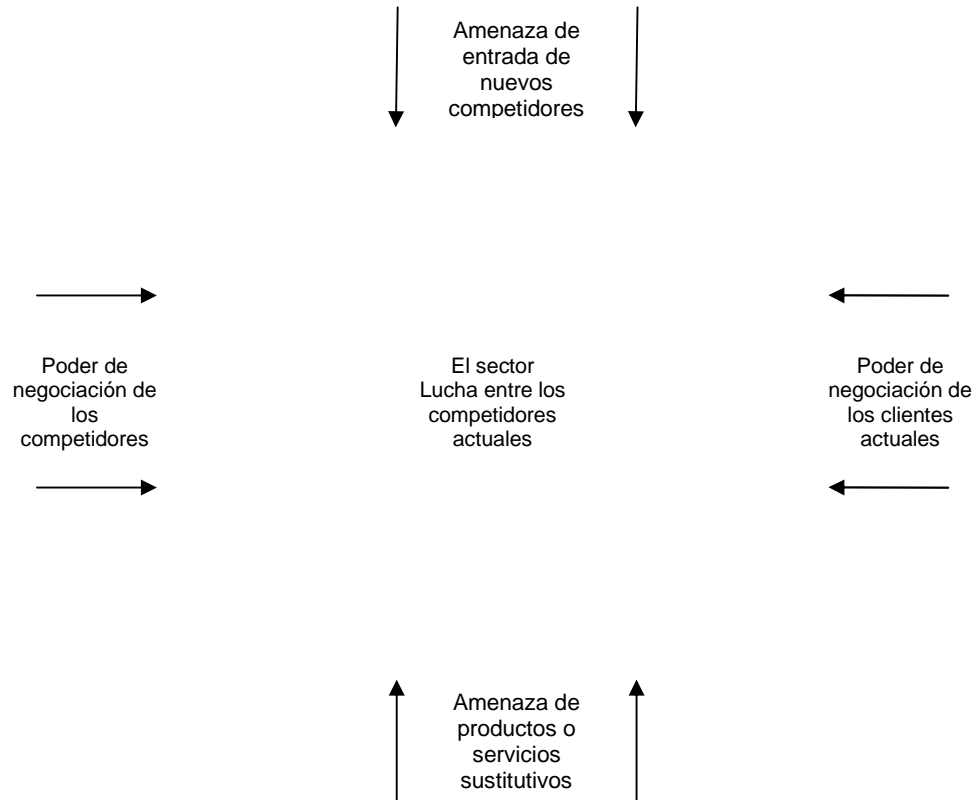 Amenaza de
entrada de
nuevos
competidores
Poder de
negociación de
los
competidores
El sector
Lucha entre los
competidores
actuales
Poder de
negociación de
los clientes
actuales
Amenaza de
productos o
servicios
sustitutivos